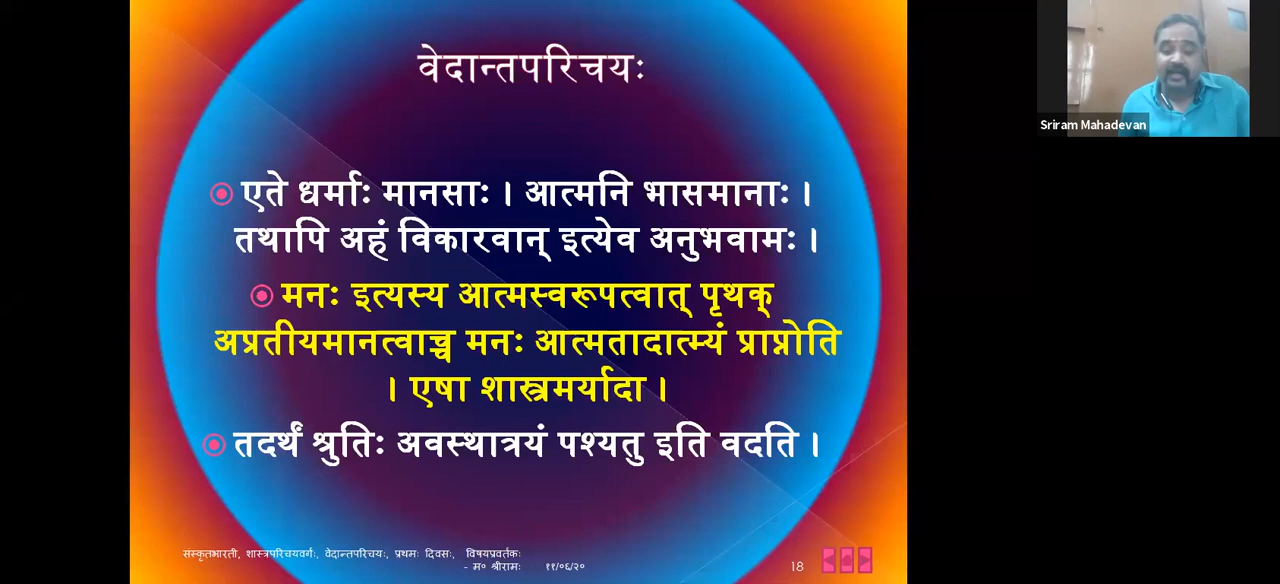 वेदान्तपरिचयः
Sriram Mahadevan
एते धर्माः मानसाः । आत्मनि भासमानाः ।
तथापि अहं विकारवान् इत्येव अनुभवामः ।
मनः इत्यस्य आत्मस्वरूपत्वात् पृथक्
अप्रतीयमानत्वाच्च मनः आत्मतादात्म्यं प्राप्नोति
। एषा शास्त्रमर्यादा ।
तदर्थं श्रुतिः अवस्थात्रयं पश्यतु इति वदति ।
संस्कृतभारती, शास्त्रपरिचयवर्गः, वेदान्तपरिचयः, प्रथमः दिवसः, विषयप्रवर्तकः
- म० श्रीरामः ११/०६/२०
18